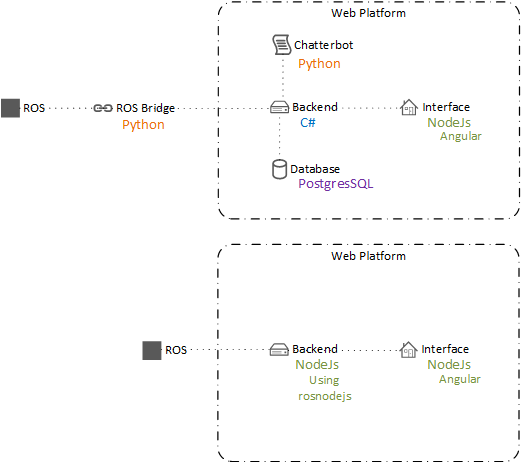 Web Platform
Chatterbot
Python
ROS
ROS Bridge
Backend
Interface
Python
C#
NodeJs
Angular
Database
PostgresSQL
Web Platform
ROS
Backend
Interface
NodeJs
NodeJs
Using
Angular
rosnodejs